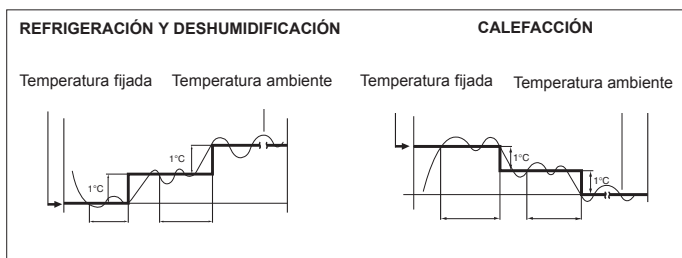 REFRIGERACIÓN Y DESHUMIDIFICACIÓN
Temperatura fijada Temperatura ambiente
1°C
1°C
CALEFACCIÓN
Temperatura fijada Temperatura ambiente
1°C
1°C